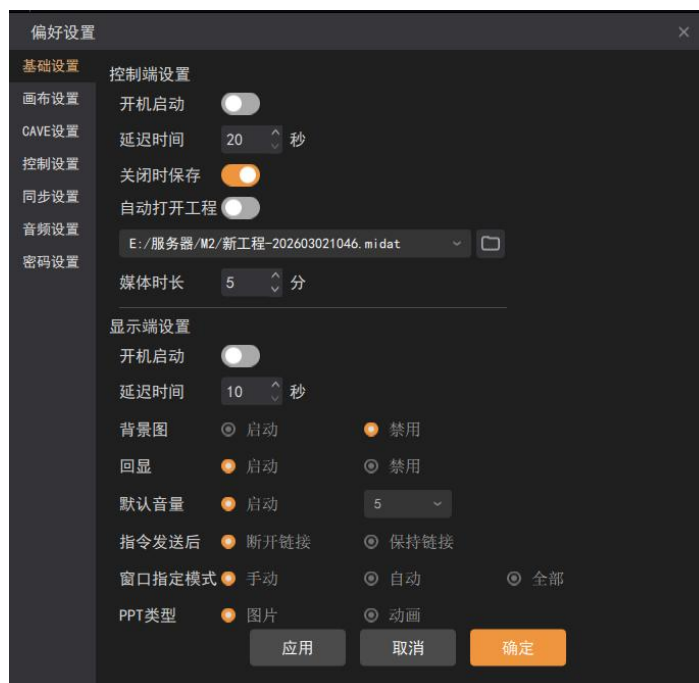 偏好设置
基础设置
画布设置
CAVE设置
控制设置
同步设置
音频设置
密码设置
控制端设置
开机启动
延迟时间 20 秒
关闭时保存
自动打开工程
E:/服务器/M2/新工程-202603021046.midat
媒体时长 5 分
显示端设置
开机启动
延迟时间 10 秒
背景图 启动 禁用
回显 启动 禁用
默认音量 启动 5
指令发送后 断开链接 保持链接
窗口指定模式 手动 自动 全部
PPT类型 图片 动画
应用 取消 确定